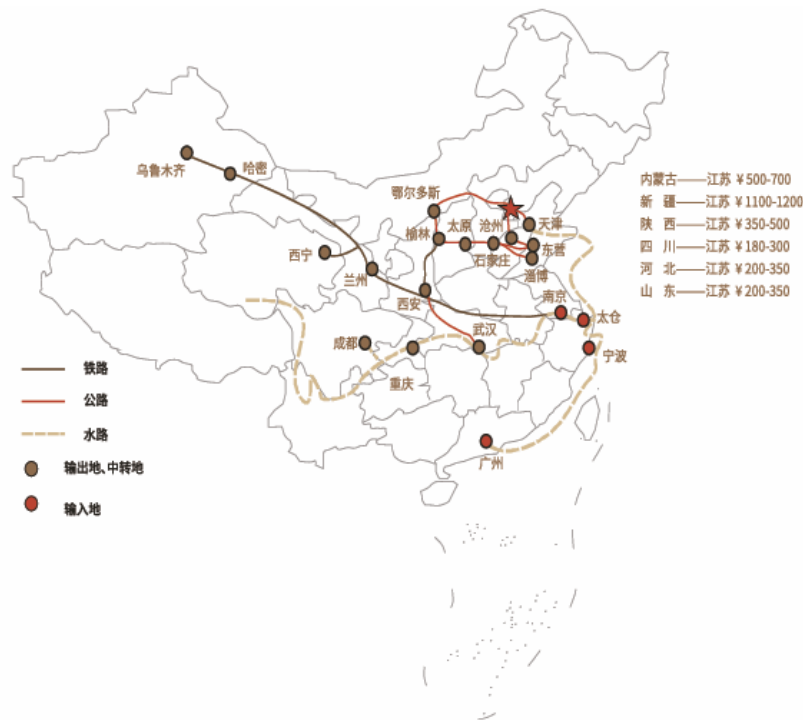 乌鲁木齐
哈密
鄂尔多斯
榆林
太原
沧州
天津
石家庄
东营
淄博
西宁
兰州
西安
南京
太仓
成都
武汉
宁波
重庆
广州
内蒙古——江苏 ¥500-700
新 疆——江苏 ¥1100-1200
陕 西——江苏 ¥350-500
四 川——江苏 ¥180-300
河 北——江苏 ¥200-350
山 东——江苏 ¥200-350
铁路
公路
水路
输出地、中转地
输入地